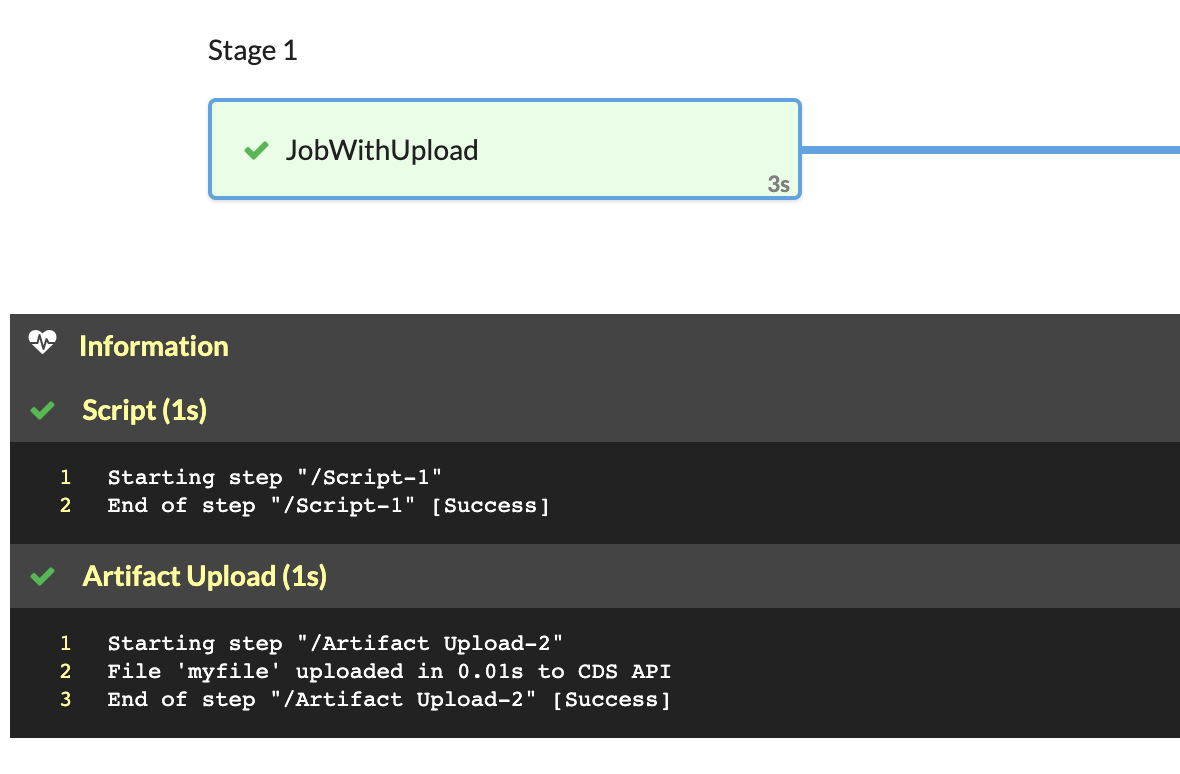 Stage 1
JobWithUpload
3s
Information
Script (1s)
1 Starting step "/Script-1"
2 End of step "/Script-1" [Success]
Artifact Upload (1s)
1 Starting step "/Artifact Upload-2"
2 File 'myfile' uploaded in 0.01s to CDS API
3 End of step "/Artifact Upload-2" [Success]